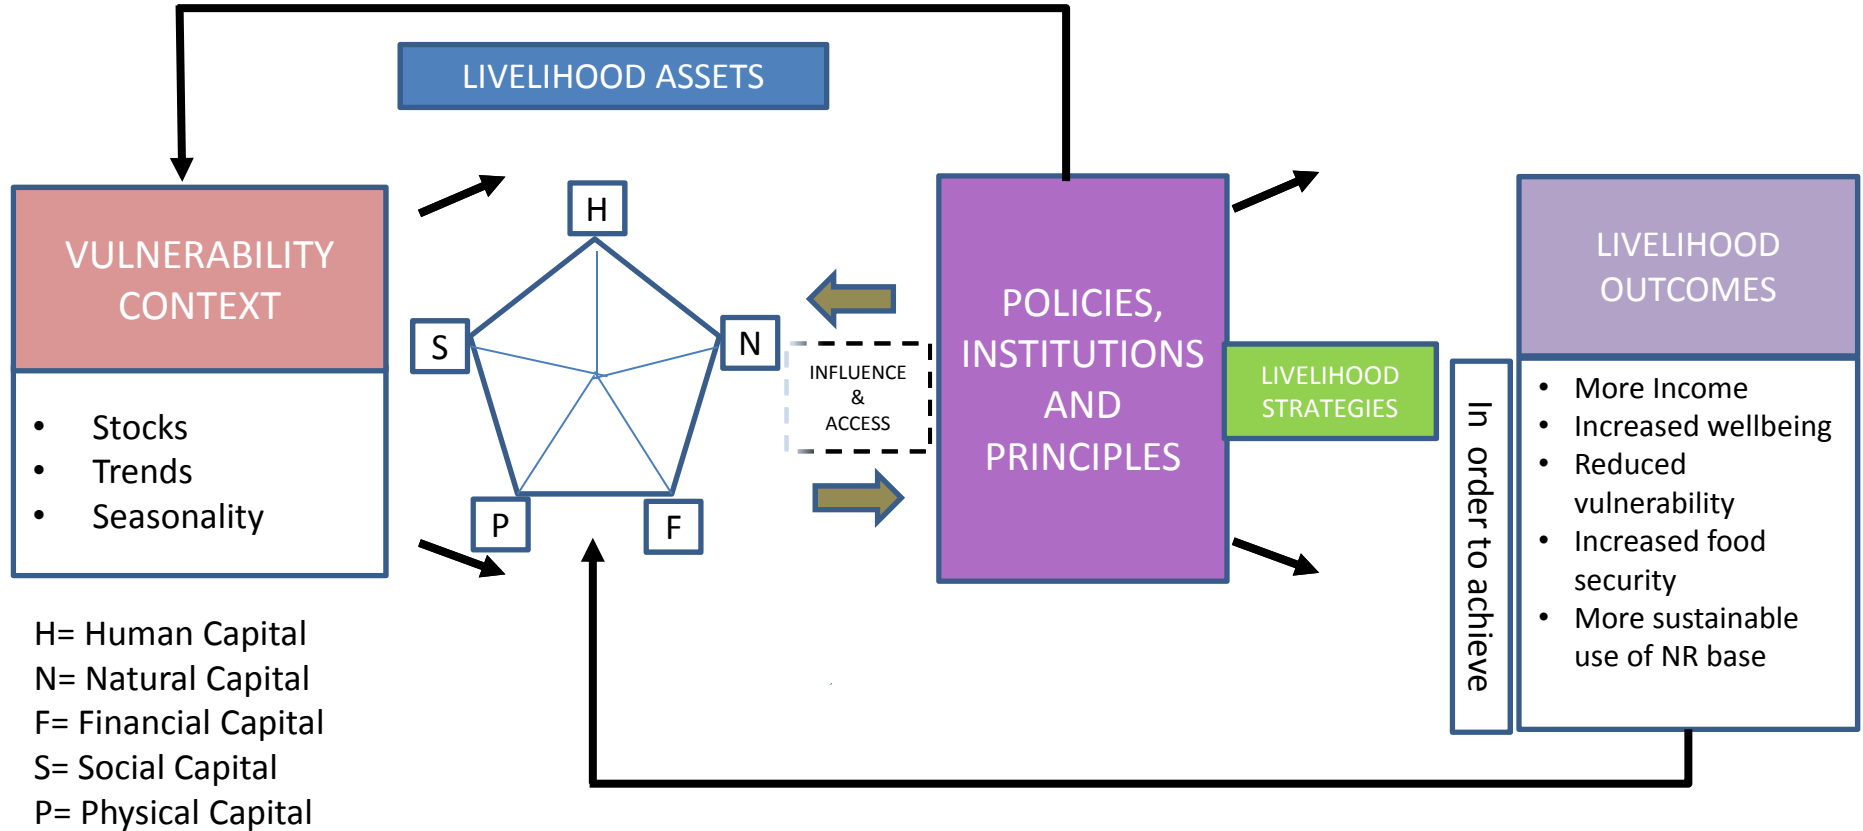 LIVELIHOOD ASSETS
VULNERABILITY
CONTEXT
• Stocks
• Trends
• Seasonality
H
S
N
P
F
INFLUENCE
&
ACCESS
POLICIES,
INSTITUTIONS
AND
PRINCIPLES
LIVELIHOOD
STRATEGIES
In order to achieve
LIVELIHOOD
OUTCOMES
• More Income
• Increased wellbeing
• Reduced
vulnerability
• Increased food
security
• More sustainable
use of NR base
H= Human Capital
N= Natural Capital
F= Financial Capital
S= Social Capital
P= Physical Capital